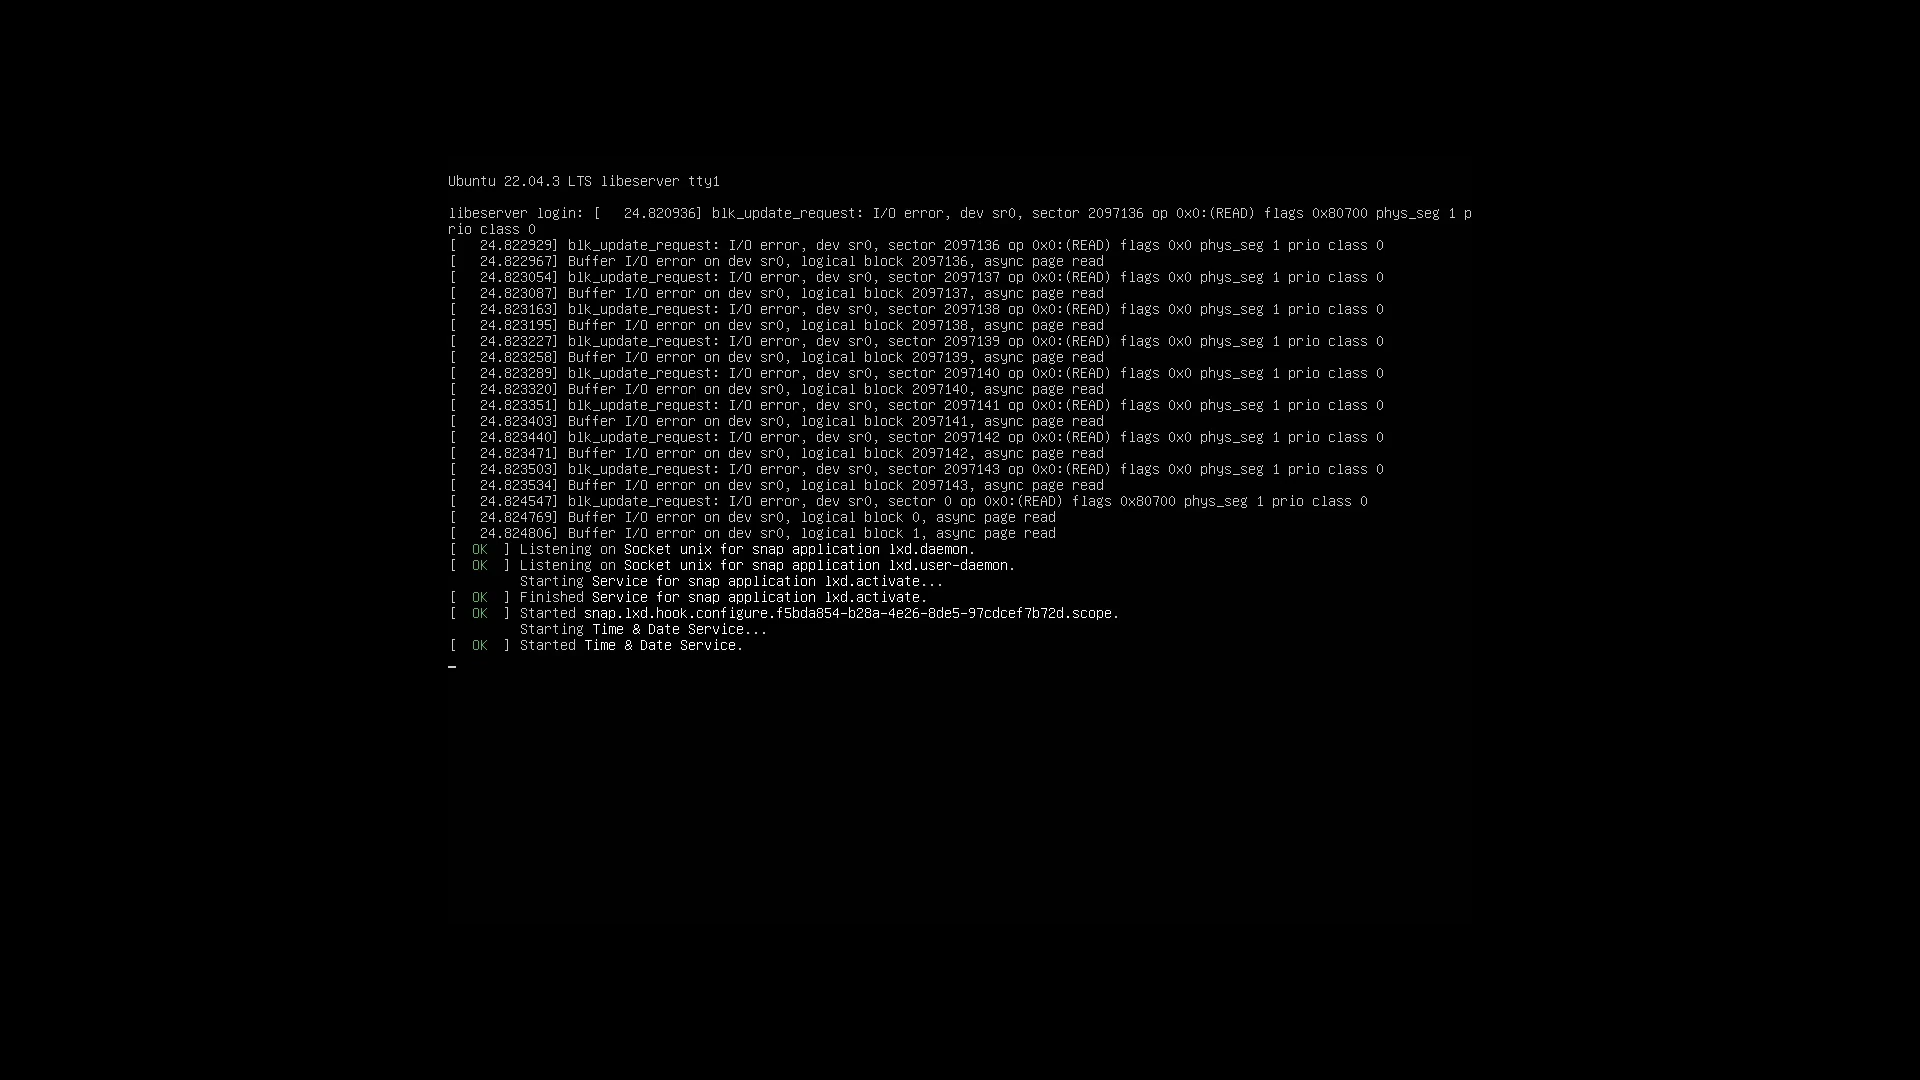 Ubuntu 22.04.3 LTS libeserver tty1
libeserver login: [   24.820936] blk_update_request: I/O error, dev sr0, sector 2097136 op 0x0:(READ) flags 0x80700 phys_seg 1 p
rio class 0
[   24.822929] blk_update_request: I/O error, dev sr0, sector 2097136 op 0x0:(READ) flags 0x0 phys_seg 1 prio class 0
[   24.822967] Buffer I/O error on dev sr0, logical block 2097136, async page read
[   24.823054] blk_update_request: I/O error, dev sr0, sector 2097137 op 0x0:(READ) flags 0x0 phys_seg 1 prio class 0
[   24.823087] Buffer I/O error on dev sr0, logical block 2097137, async page read
[   24.823163] blk_update_request: I/O error, dev sr0, sector 2097138 op 0x0:(READ) flags 0x0 phys_seg 1 prio class 0
[   24.823195] Buffer I/O error on dev sr0, logical block 2097138, async page read
[   24.823227] blk_update_request: I/O error, dev sr0, sector 2097139 op 0x0:(READ) flags 0x0 phys_seg 1 prio class 0
[   24.823258] Buffer I/O error on dev sr0, logical block 2097139, async page read
[   24.823289] blk_update_request: I/O error, dev sr0, sector 2097140 op 0x0:(READ) flags 0x0 phys_seg 1 prio class 0
[   24.823320] Buffer I/O error on dev sr0, logical block 2097140, async page read
[   24.823351] blk_update_request: I/O error, dev sr0, sector 2097141 op 0x0:(READ) flags 0x0 phys_seg 1 prio class 0
[   24.823403] Buffer I/O error on dev sr0, logical block 2097141, async page read
[   24.823440] blk_update_request: I/O error, dev sr0, sector 2097142 op 0x0:(READ) flags 0x0 phys_seg 1 prio class 0
[   24.823471] Buffer I/O error on dev sr0, logical block 2097142, async page read
[   24.823503] blk_update_request: I/O error, dev sr0, sector 2097143 op 0x0:(READ) flags 0x0 phys_seg 1 prio class 0
[   24.823534] Buffer I/O error on dev sr0, logical block 2097143, async page read
[   24.824547] blk_update_request: I/O error, dev sr0, sector 0 op 0x0:(READ) flags 0x80700 phys_seg 1 prio class 0
[   24.824769] Buffer I/O error on dev sr0, logical block 0, async page read
[   24.824806] Buffer I/O error on dev sr0, logical block 1, async page read
[  OK  ] Listening on Socket unix for snap application lxd.daemon.
[  OK  ] Listening on Socket unix for snap application lxd.user-daemon.
         Starting Service for snap application lxd.activate...
[  OK  ] Finished Service for snap application lxd.activate.
[  OK  ] Started snap.lxd.hook.configure.f5bda854-b28a-4e26-8de5-97cdcef7b72d.scope.
         Starting Time & Date Service...
[  OK  ] Started Time & Date Service.
_